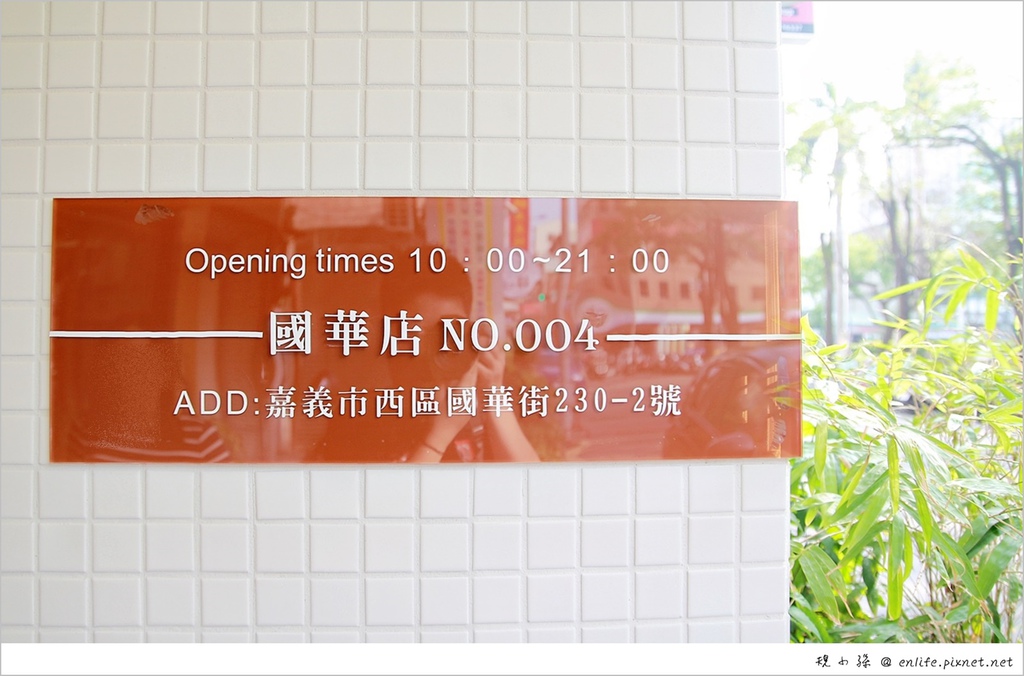 Opening times 10：00~21：00
國華店 NO.004
ADD:嘉義市西區國華街230-2號
@ enlife.pixnet.net